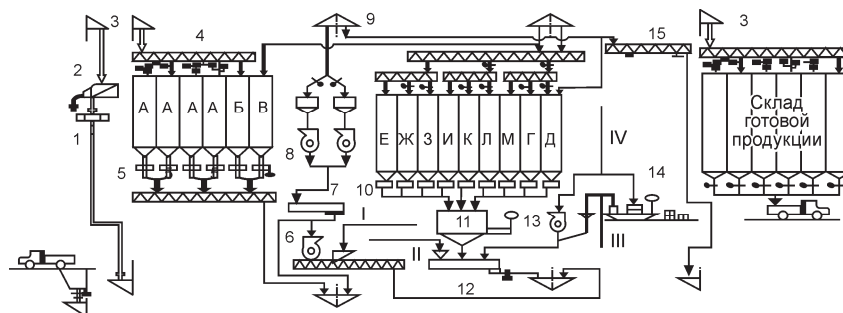 3
4
9
15
3
2
А А А А Б В
Е Ж З И К Л М Г Д
Склад
готовой
продукции
1
5
8
IV
10
14
7
I
11
13
6
II
III
12